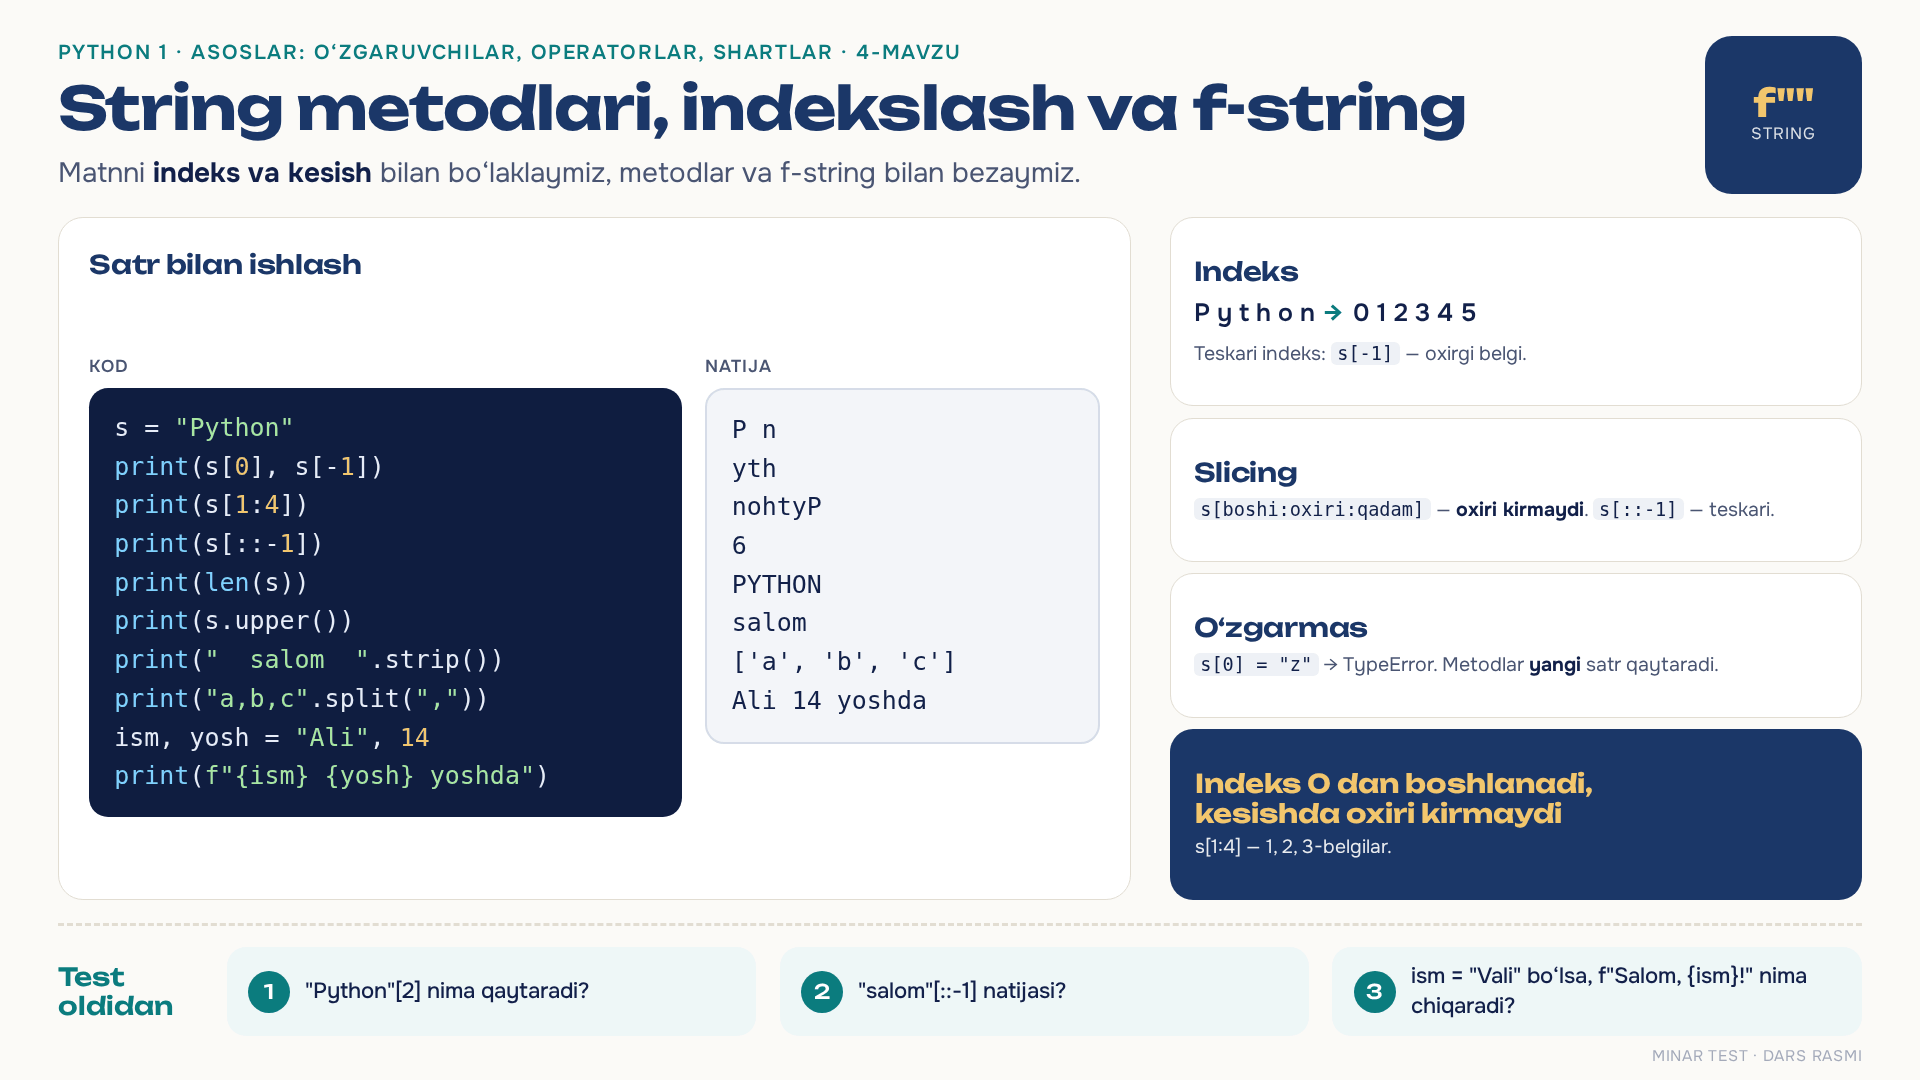 PYTHON 1 · ASOSLAR: O‘ZGARUVCHILAR, OPERATORLAR, SHARTLAR · 4-MAVZU
String metodlari, indekslash va f-string
Matnni indeks va kesish bilan bo‘laklaymiz, metodlar va f-string bilan bezaymiz.
f""
STRING
Satr bilan ishlash
KOD
s = "Python"
print(s[0], s[-1])
print(s[1:4])
print(s[::-1])
print(len(s))
print(s.upper())
print("  salom  ".strip())
print("a,b,c".split(","))
ism, yosh = "Ali", 14
print(f"{ism} {yosh} yoshda")
NATIJA
P n
yth
nohtyP
6
PYTHON
salom
['a', 'b', 'c']
Ali 14 yoshda
Indeks
P y t h o n → 0 1 2 3 4 5
Teskari indeks: s[-1] — oxirgi belgi.
Slicing
s[boshi:oxiri:qadam] — oxiri kirmaydi. s[::-1] — teskari.
O‘zgarmas
s[0] = "z" → TypeError. Metodlar yangi satr qaytaradi.
Indeks 0 dan boshlanadi,
kesishda oxiri kirmaydi
s[1:4] — 1, 2, 3-belgilar.
Test
oldidan
1 "Python"[2] nima qaytaradi?
2 "salom"[::-1] natijasi?
3 ism = "Vali" bo‘lsa, f"Salom, {ism}!" nima
chiqaradi?
MINAR TEST · DARS RASMI